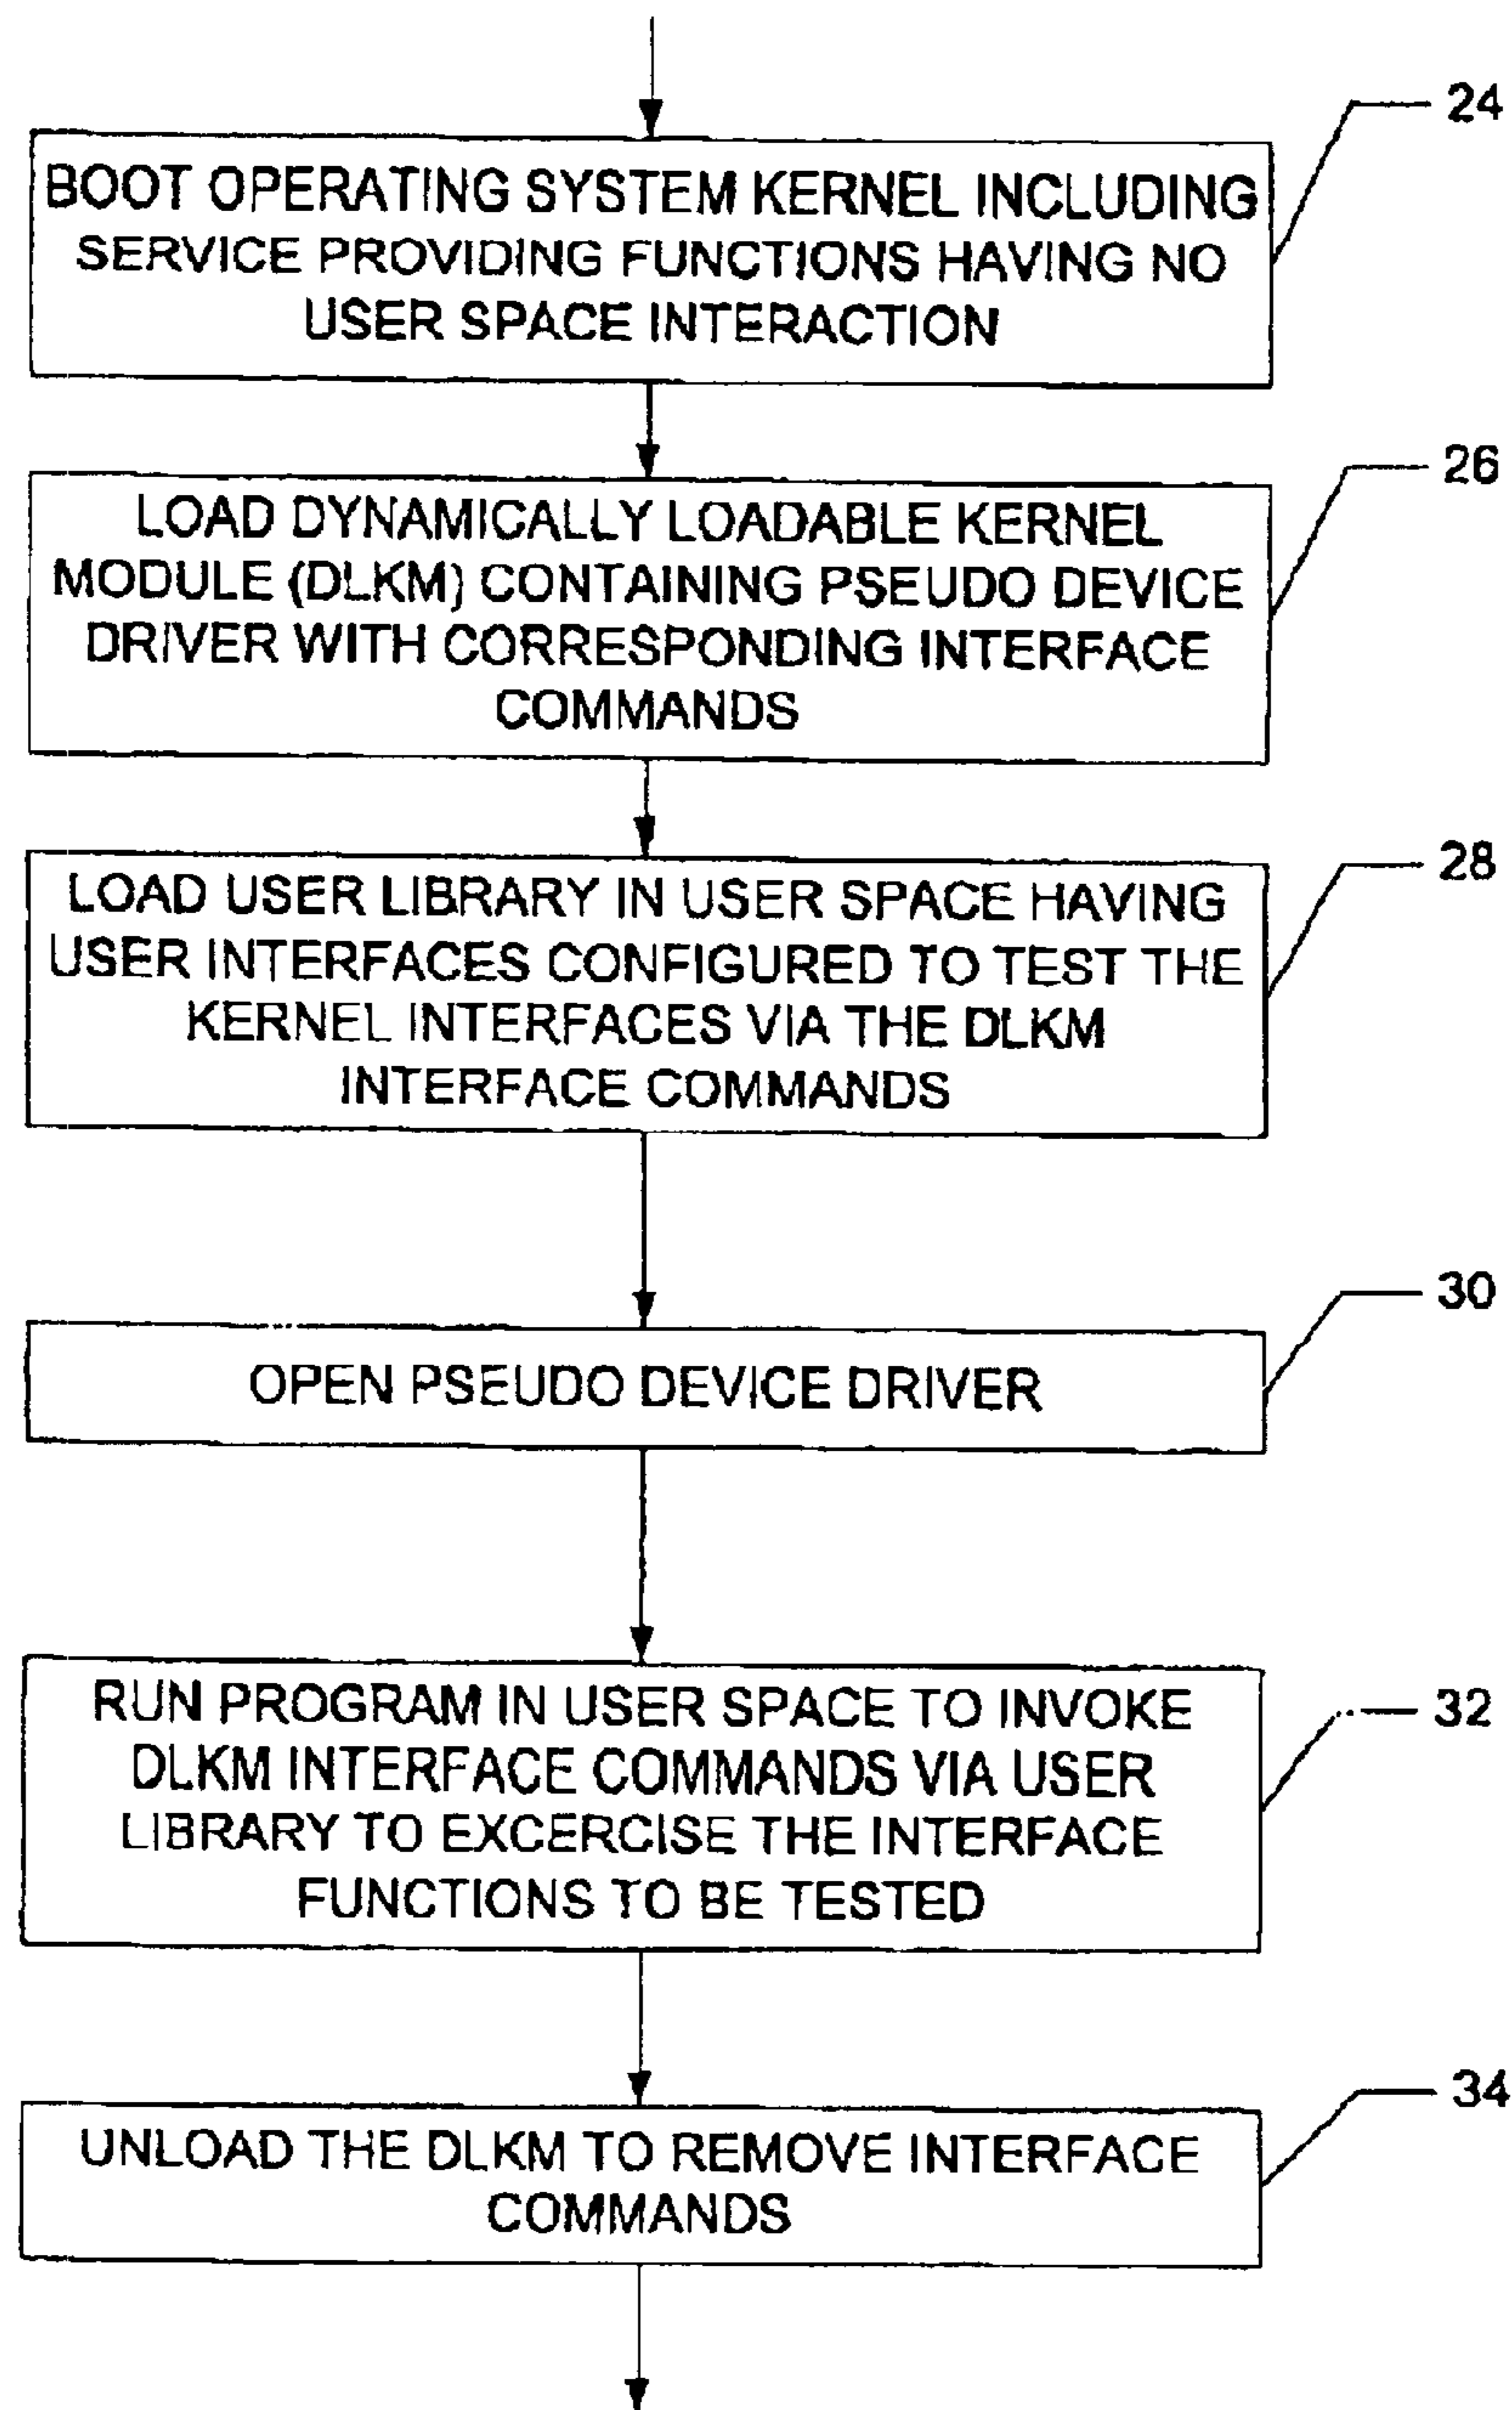 24
BOOT OPERATING SYSTEM KERNEL INCLUDING
SERVICE PROVIDING FUNCTIONS HAVING NO
USER SPACE INTERACTION
26
LOAD DYNAMICALLY LOADABLE KERNEL
MODULE (DLKM) CONTAINING PSEUDO DEVICE
DRIVER WITH CORRESPONDING INTERFACE
COMMANDS
28
LOAD USER LIBRARY IN USER SPACE HAVING
USER INTERFACES CONFIGURED TO TEST THE
KERNEL INTERFACES VIA THE DLKM
INTERFACE COMMANDS
30
OPEN PSEUDO DEVICE DRIVER
32
RUN PROGRAM IN USER SPACE TO INVOKE
DLKM INTERFACE COMMANDS VIA USER
LIBRARY TO EXCERCISE THE INTERFACE
FUNCTIONS TO BE TESTED
34
UNLOAD THE DLKM TO REMOVE INTERFACE
COMMANDS